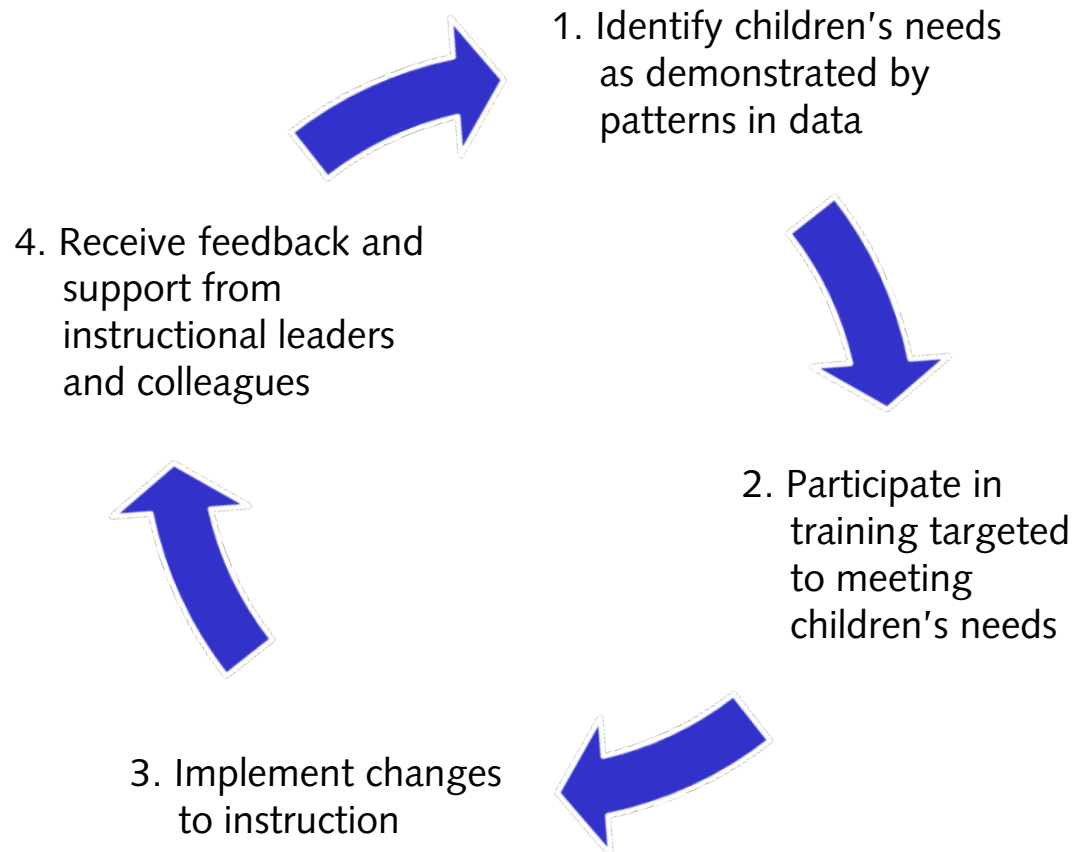 1. Identify children’s needs
as demonstrated by
patterns in data
2. Participate in
training targeted
to meeting
children’s needs
3. Implement changes
to instruction
4. Receive feedback and
support from
instructional leaders
and colleagues